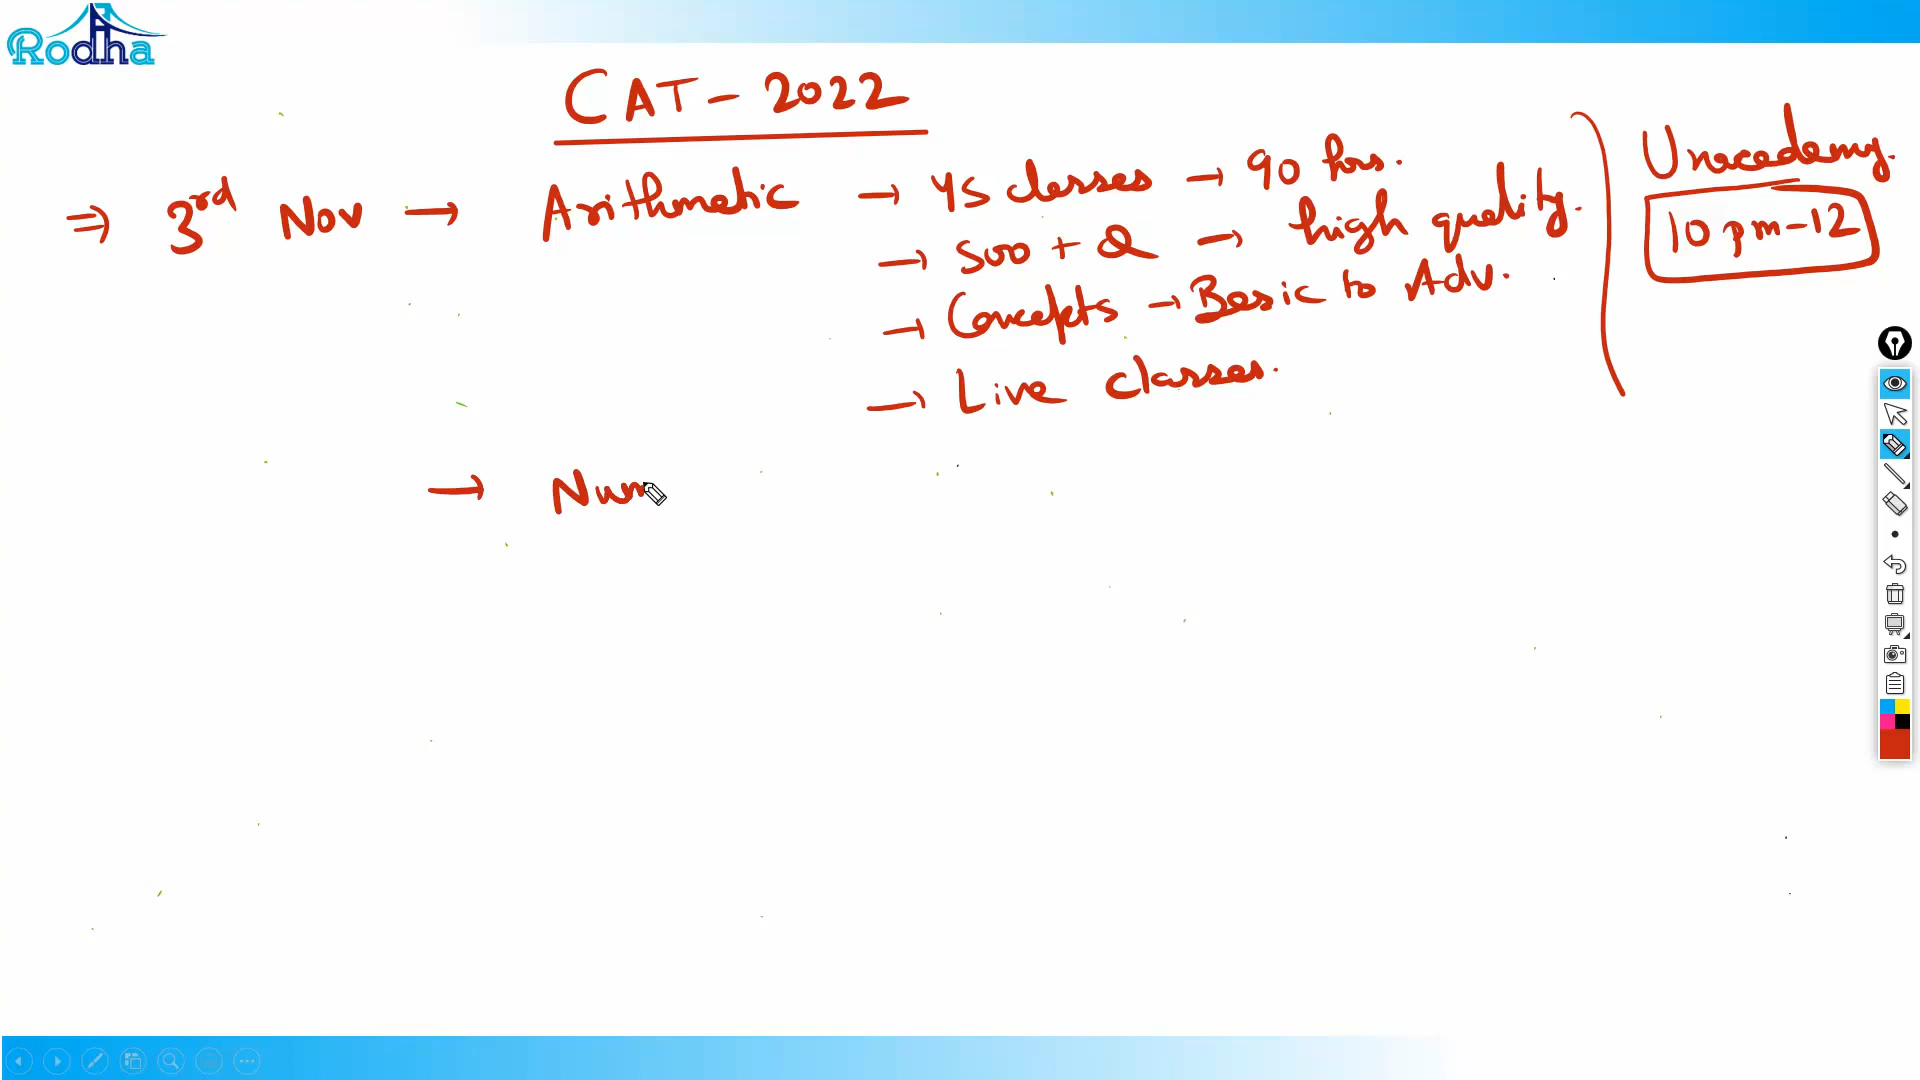 Rodha
CAT - 2022
⇒ 3rd Nov → Arithmetic → 45 classes → 90 hrs.
→ 500 + Q → high quality.
→ Concepts → Basic to Adv.
→ Live classes.
Unacedemy.
10 pm - 12
→ Num